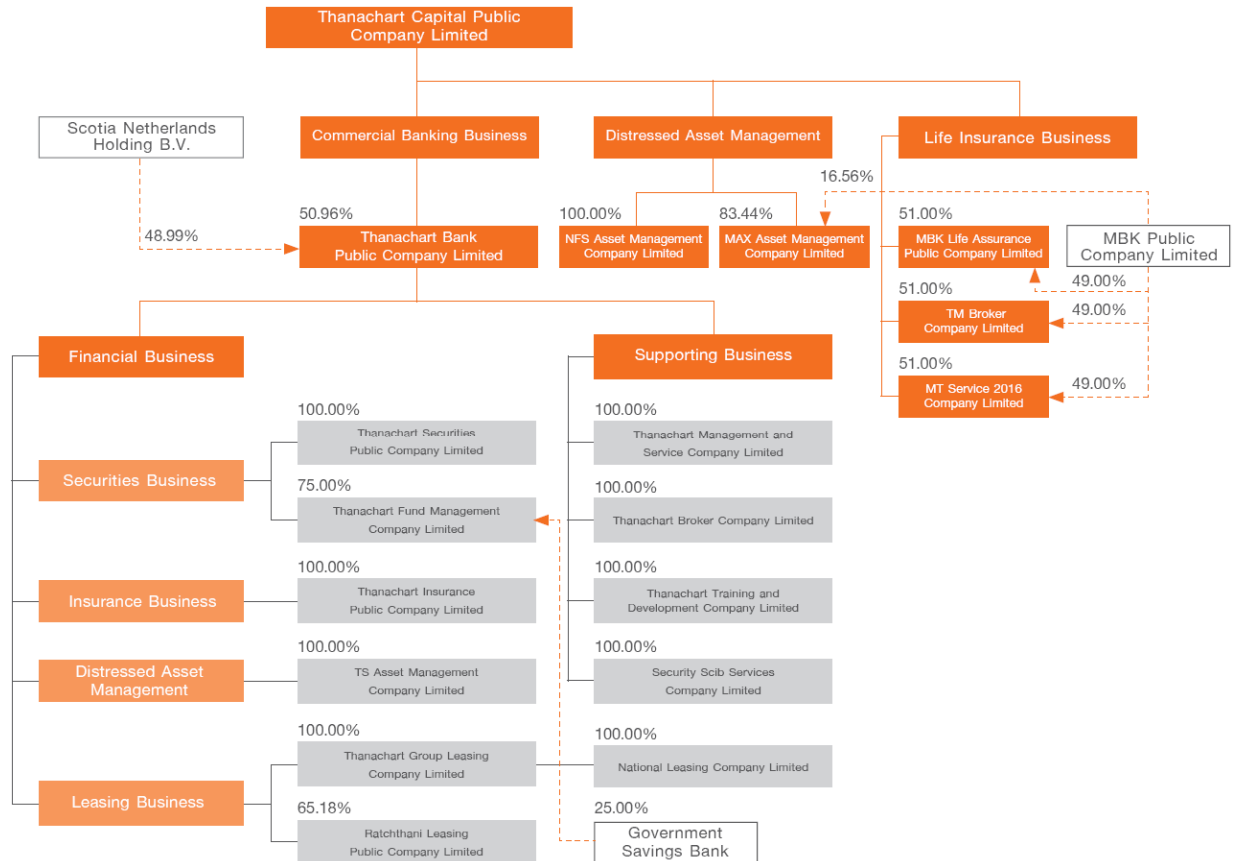 Thanachart Capital Public
Company Limited
Scotia Netherlands
Holding B.V.
Commercial Banking Business
Distressed Asset Management
Life Insurance Business
16.56%
50.96%
48.99%
Thanachart Bank
Public Company Limited
100.00%
NFS Asset Management
Company Limited
83.44%
MAX Asset Management
Company Limited
51.00%
MBK Life Assurance
Public Company Limited
MBK Public
Company Limited
49.00%
51.00%
TM Broker
Company Limited
49.00%
51.00%
MT Service 2016
Company Limited
49.00%
Financial Business
Supporting Business
Securities Business
100.00%
Thanachart Securities
Public Company Limited
75.00%
Thanachart Fund Management
Company Limited
Insurance Business
100.00%
Thanachart Insurance
Public Company Limited
Distressed Asset
Management
100.00%
TS Asset Management
Company Limited
Leasing Business
100.00%
Thanachart Group Leasing
Company Limited
65.18%
Ratchthani Leasing
Public Company Limited
100.00%
Thanachart Management and
Service Company Limited
100.00%
Thanachart Broker Company Limited
100.00%
Thanachart Training and
Development Company Limited
100.00%
Security Scib Services
Company Limited
100.00%
National Leasing Company Limited
25.00%
Government
Savings Bank